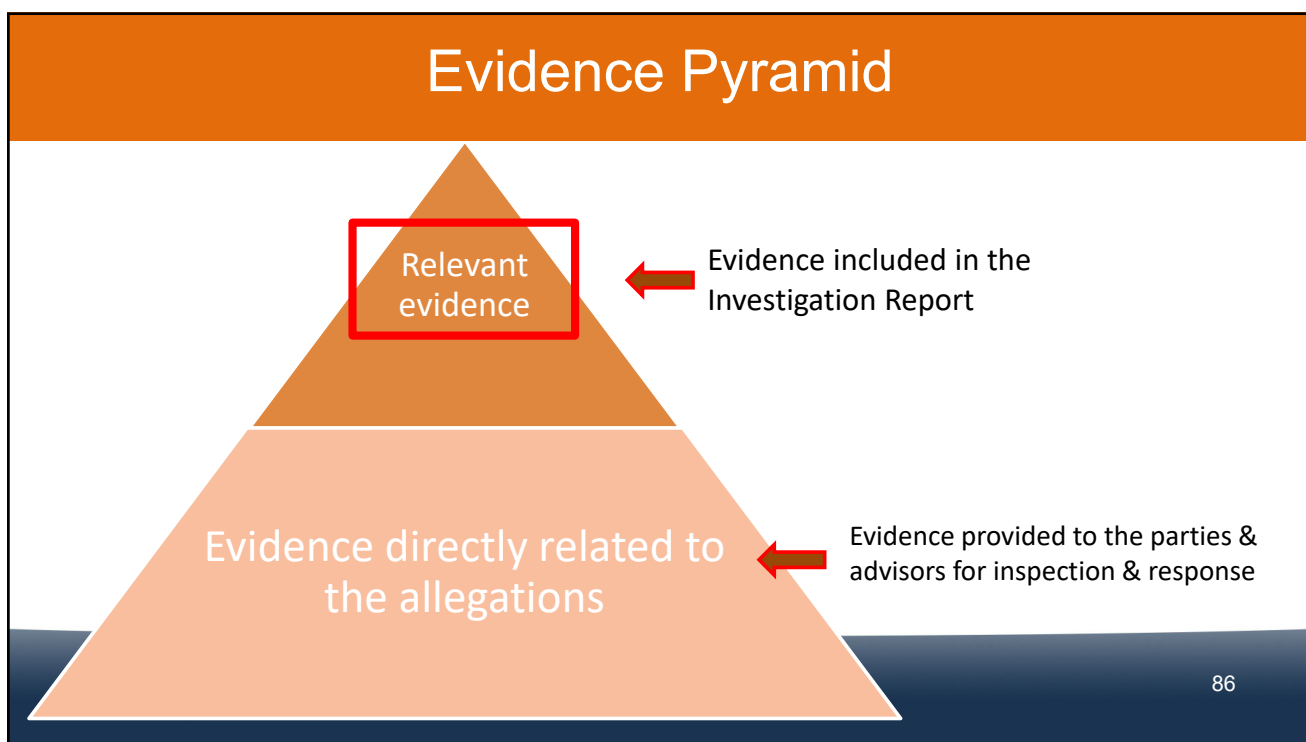 Evidence Pyramid
Relevant
evidence
Evidence included in the
Investigation Report
Evidence directly related to
the allegations
Evidence provided to the parties &
advisors for inspection & response
86